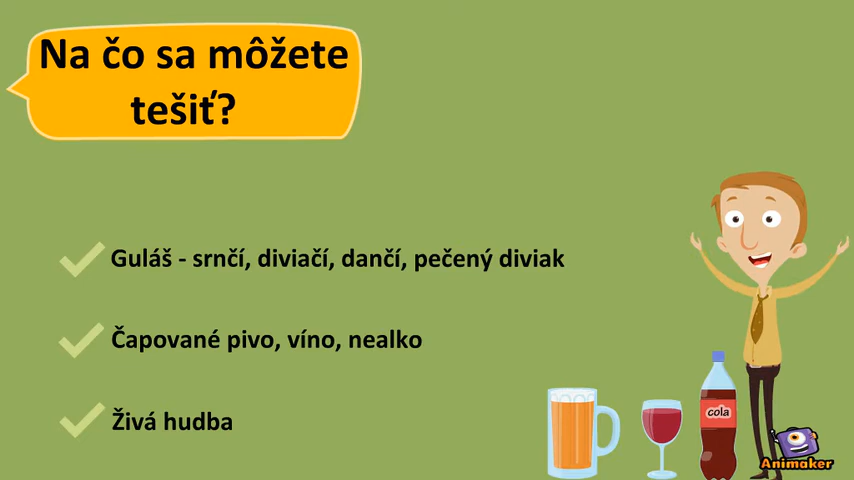 Na čo sa môžete
tešiť?
Guláš - srnčí, diviačí, dančí, pečený diviak
Čapované pivo, víno, nealko
Živá hudba
cola
Animaker